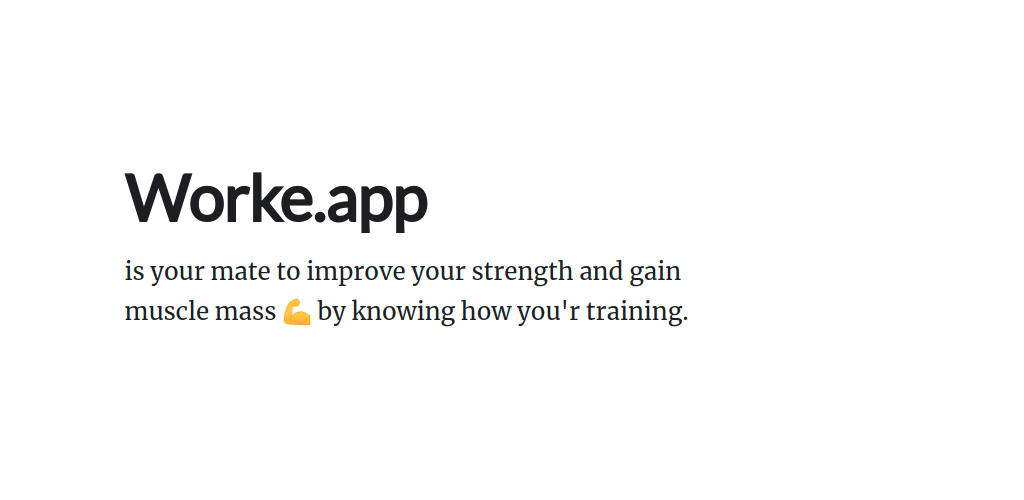 Worke.app
is your mate to improve your strength and gain
muscle mass 💪 by knowing how you'r training.